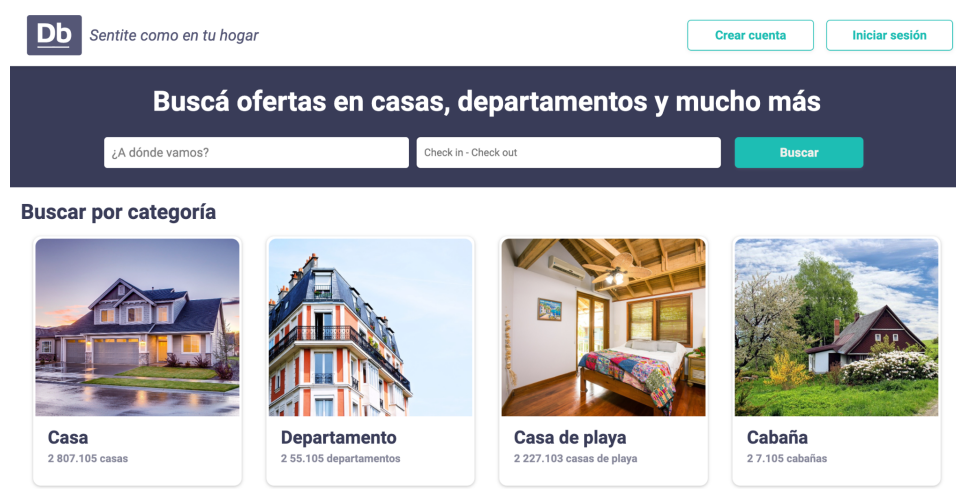 Db
Sentite como en tu hogar
Crear cuenta
Iniciar sesión
Buscá ofertas en casas, departamentos y mucho más
¿A dónde vamos?
Check in - Check out
Buscar
Buscar por categoría
Casa
2 807.105 casas
Departamento
2 55.105 departamentos
Casa de playa
2 227.103 casas de playa
Cabaña
2 7.105 cabañas